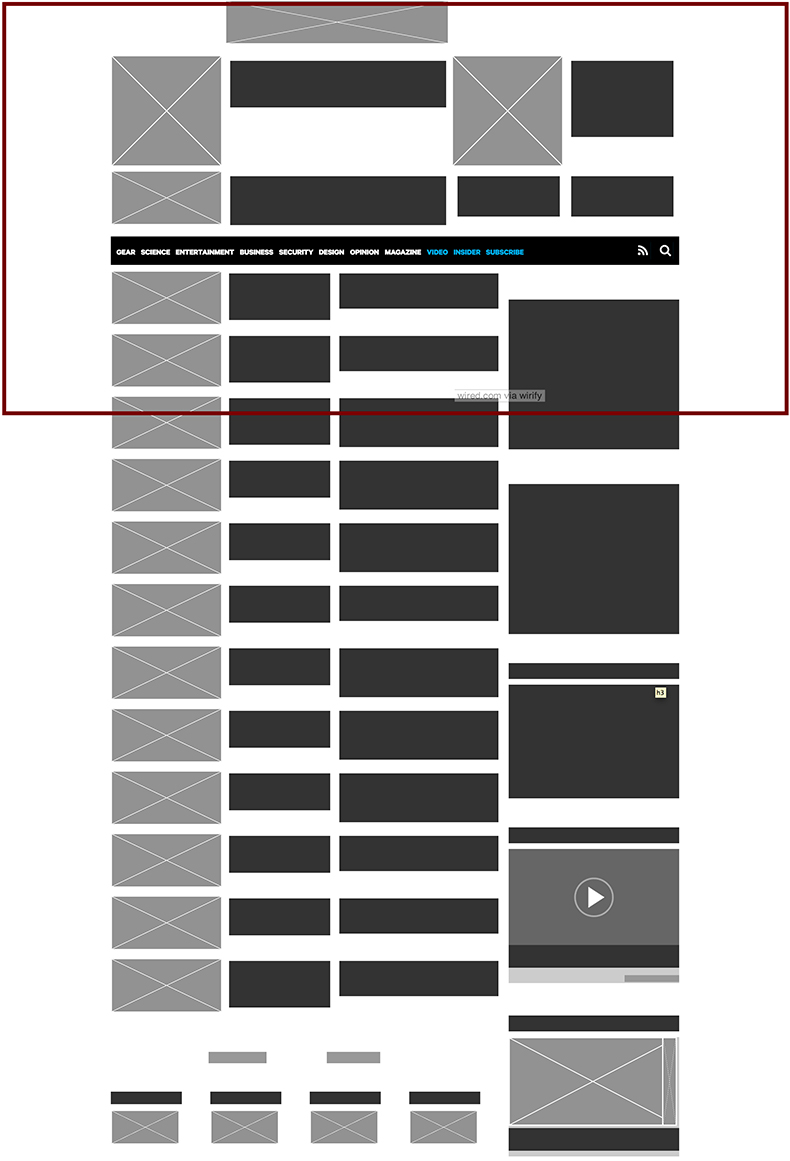 GEAR SCIENCE ENTERTAINMENT BUSINESS SECURITY DESIGN OPINION MAGAZINE VIDEO INSIDER SUBSCRIBE
wired.com via wirify
h3